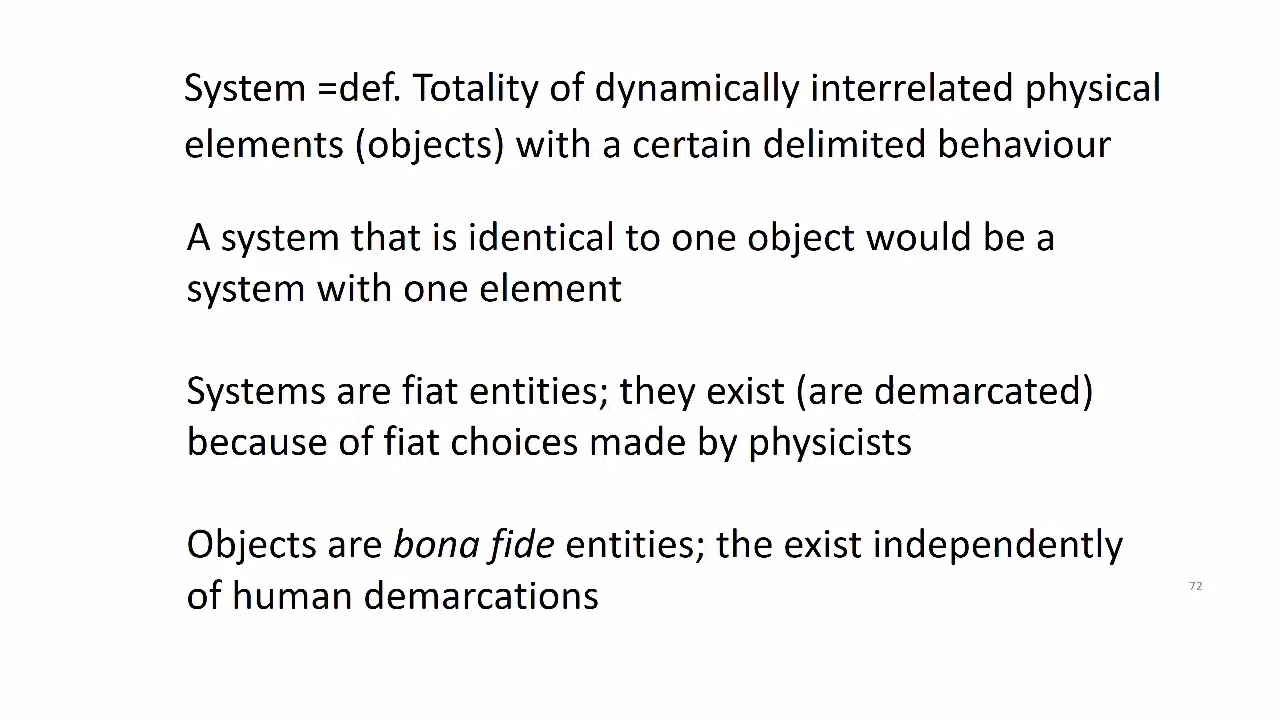 System =def. Totality of dynamically interrelated physical
elements (objects) with a certain delimited behaviour
A system that is identical to one object would be a
system with one element
Systems are fiat entities; they exist (are demarcated)
because of fiat choices made by physicists
Objects are bona fide entities; the exist independently
of human demarcations
72